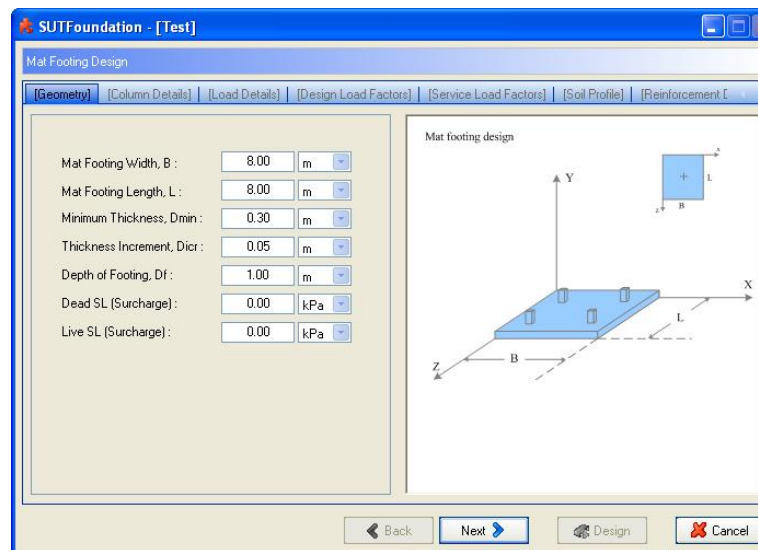 SUTFoundation - [Test]
Mat Footing Design
[Geometry] [Column Details] [Load Details] [Design Load Factors] [Service Load Factors] [Soil Profile] [Reinforcement D
Mat Footing Width, B : 8.00 m
Mat Footing Length, L : 8.00 m
Minimum Thickness, Dmin : 0.30 m
Thickness Increment, Dicr : 0.05 m
Depth of Footing, Df : 1.00 m
Dead SL (Surcharge) : 0.00 kPa
Live SL (Surcharge) : 0.00 kPa
Mat footing design
x
L
z B
Y
X
L
B
Z
Back Next Design Cancel